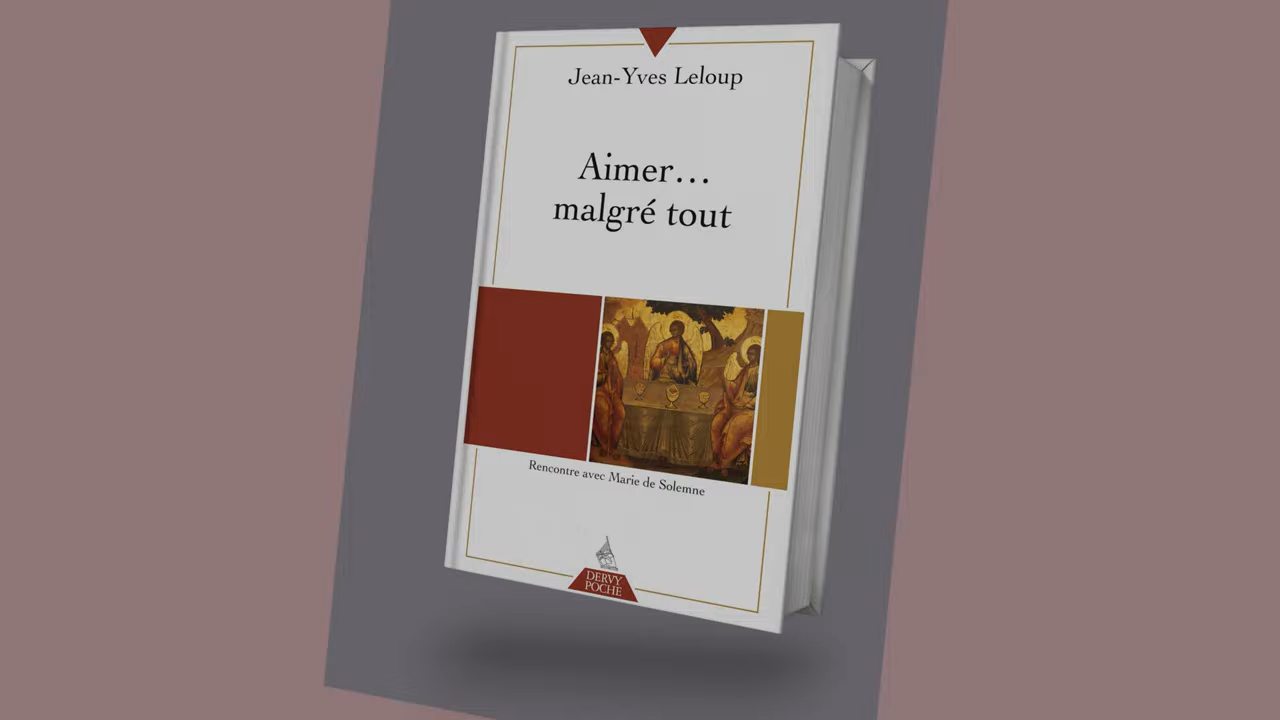 Jean-Yves Leloup
Aimer...
malgré tout
Rencontre avec Marie de Solemne
DERVY
POCHE